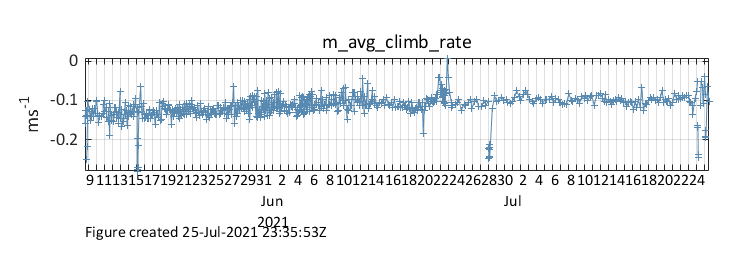 m_avg_climb_rate
0
-0.1
-0.2
ms-1
9 11 13 15 17 19 21 23 25 27 29 31 2 4 6 8 10 12 14 16 18 20 22 24 26 28 30 2 4 6 8 10 12 14 16 18 20 22 24
Jun Jul
2021
Figure created 25-Jul-2021 23:35:53Z